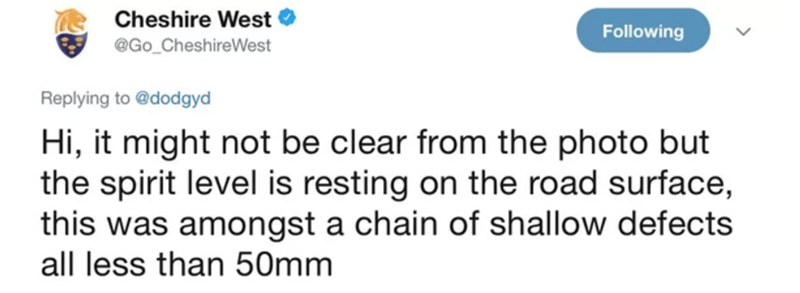 Cheshire West
@Go_CheshireWest
Following
Replying to @dodgyd
Hi, it might not be clear from the photo but
the spirit level is resting on the road surface,
this was amongst a chain of shallow defects
all less than 50mm